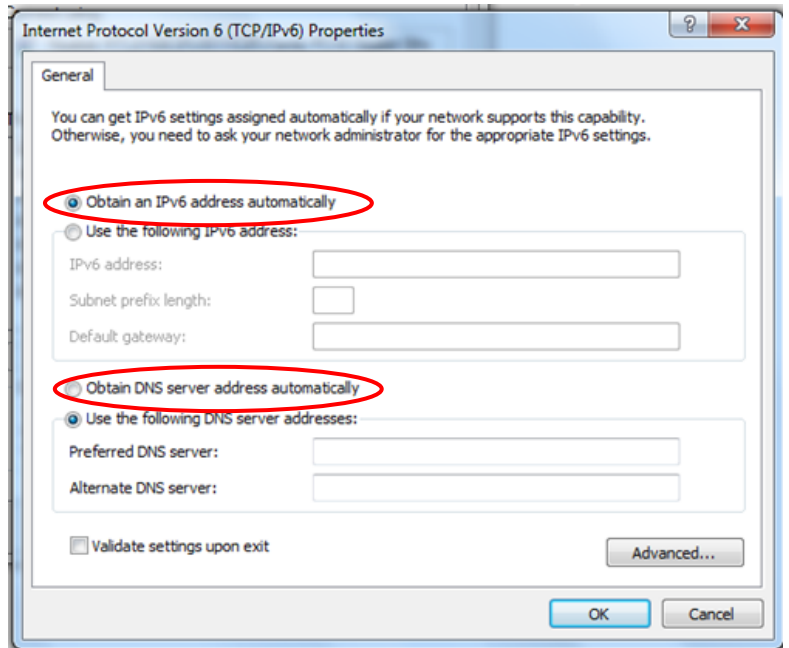 Internet Protocol Version 6 (TCP/IPv6) Properties
General
You can get IPv6 settings assigned automatically if your network supports this capability.
Otherwise, you need to ask your network administrator for the appropriate IPv6 settings.
Obtain an IPv6 address automatically
Use the following IPv6 address:
IPv6 address:
Subnet prefix length:
Default gateway:
Obtain DNS server address automatically
Use the following DNS server addresses:
Preferred DNS server:
Alternate DNS server:
Validate settings upon exit
Advanced...
OK Cancel